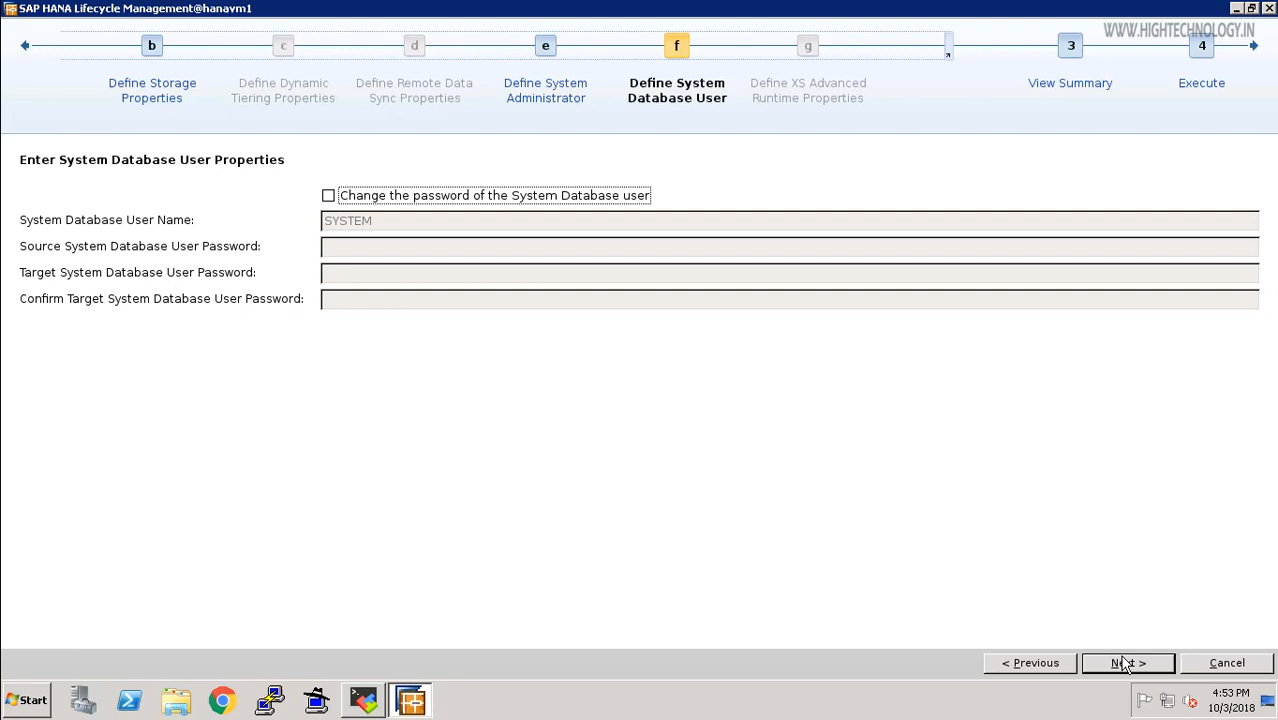 SAP HANA Lifecycle Management@hanavm1
WWW.HIGHTECHNOLOGY.IN
b c d e f g 3 4
Define Storage Properties
Define Dynamic Tiering Properties
Define Remote Data Sync Properties
Define System Administrator
Define System Database User
Define XS Advanced Runtime Properties
View Summary
Execute
Enter System Database User Properties
Change the password of the System Database user
System Database User Name: SYSTEM
Source System Database User Password:
Target System Database User Password:
Confirm Target System Database User Password:
< Previous Next > Cancel
Start
4:53 PM
10/3/2018